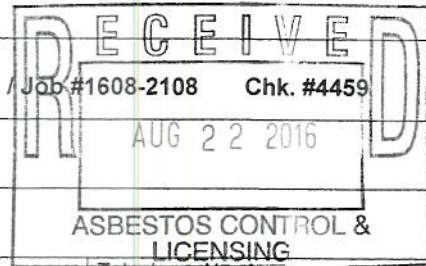 RECEIVED
/ Job #1608-2108 Chk. #4459
AUG 22 2016
ASBESTOS CONTROL &
LICENSING